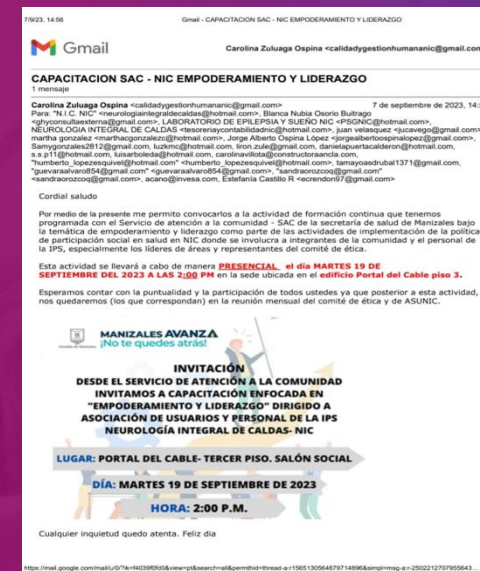 7/9/23, 14:56
Gmail - CAPACITACION SAC - NIC EMPODERAMIENTO Y LIDERAZGO
Gmail
Carolina Zuluaga Ospina <calidadygestionhumananic@gmail.com
CAPACITACION SAC - NIC EMPODERAMIENTO Y LIDERAZGO
1 mensaje
Carolina Zuluaga Ospina <calidadygestionhumananic@gmail.com>
7 de septiembre de 2023, 14:
Para: "N.I.C. NIC" <neurologiaintegraldecaldas@hotmail.com>, Blanca Nubia Osorio Buitrago
<ghyconsultaexterna@gmail.com>, LABORATORIO DE EPILEPSIA Y SUEÑO NIC <PSGNIC@hotmail.com>,
NEUROLOGIA INTEGRAL DE CALDAS <tesoreriaycontabilidadnic@hotmail.com>, juan velasquez <jucavego@gmail.com>,
martha gonzalez <marthacgonzalezc@hotmail.com>, Jorge Alberto Ospina López <jorgealbertoospinalopez@gmail.com>,
Samygonzales2812@gmail.com, luzkmc@hotmail.com, liron.zule@gmail.com, danielapuertacalderon@hotmail.com,
s.s.p11@hotmail.com, luisarboleda@hotmail.com, carolinavillota@constructoraancla.com,
"humberto_lopezesquivel@hotmail.com" <humberto_lopezesquivel@hotmail.com>, tamayoasdrubal1371@gmail.com,
"guevaraalvaro854@gmail.com" <guevaraalvaro854@gmail.com>, "sandraorozcoq@gmail.com"
<sandraorozcoq@gmail.com>, acano@invesa.com, Estefanía Castillo R <ecrendon97@gmail.com>
Cordial saludo
Por medio de la presente me permito convocarlos a la actividad de formación continua que tenemos
programada con el Servicio de atención a la comunidad - SAC de la secretaría de salud de Manizales bajo
la temática de empoderamiento y liderazgo como parte de las actividades de implementación de la política
de participación social en salud en NIC donde se involucra a integrantes de la comunidad y el personal de
la IPS, especialmente los líderes de áreas y representantes del comité de ética.
Esta actividad se llevará a cabo de manera PRESENCIAL el día MARTES 19 DE
SEPTIEMBRE DEL 2023 A LAS 2:00 PM en la sede ubicada en el edificio Portal del Cable piso 3.
Esperamos contar con la puntualidad y la participación de todos ustedes ya que posterior a esta actividad,
nos quedaremos (los que correspondan) en la reunión mensual del comité de ética y de ASUNIC.
MANIZALES AVANZA
¡No te quedes atrás!
INVITACIÓN
DESDE EL SERVICIO DE ATENCIÓN A LA COMUNIDAD
INVITAMOS A CAPACITACIÓN ENFOCADA EN
"EMPODERAMIENTO Y LIDERAZGO" DIRIGIDO A
ASOCIACIÓN DE USUARIOS Y PERSONAL DE LA IPS
NEUROLOGÍA INTEGRAL DE CALDAS- NIC
LUGAR: PORTAL DEL CABLE- TERCER PISO. SALÓN SOCIAL
DÍA: MARTES 19 DE SEPTIEMBRE DE 2023
HORA: 2:00 P.M.
Cualquier inquietud quedo atenta. Feliz dia